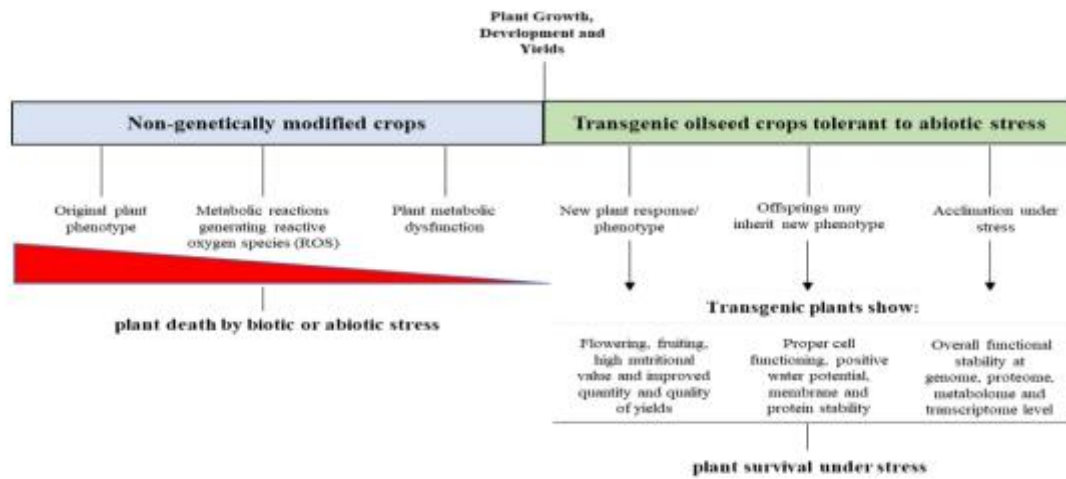 Plant Growth,
Development and
Yields
Non-genetically modified crops
Transgenic oilseed crops tolerant to abiotic stress
Original plant
phenotype
Metabolic reactions
generating reactive
oxygen species (ROS)
Plant metabolic
dysfunction
New plant response/
phenotype
Offsprings may
inherit new phenotype
Acclimation under
stress
plant death by biotic or abiotic stress
Transgenic plants show:
Flowering, fruiting,
high nutritional
value and improved
quantity and quality
of yields
Proper cell
functioning, positive
water potential,
membrane and
protein stability
Overall functional
stability at
genome, proteome,
metabolome and
transcriptome level
plant survival under stress